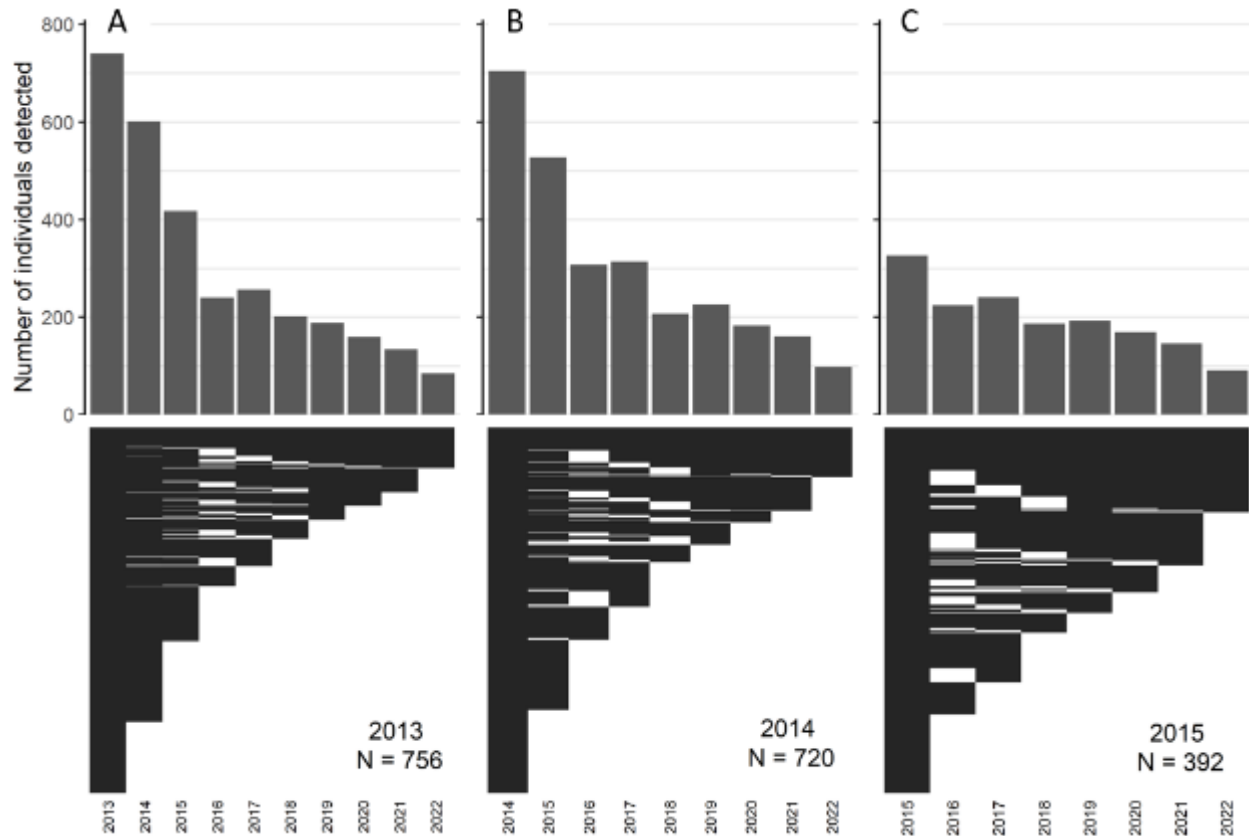 A
B
C
Number of individuals detected
800
600
400
200
0
2013
N = 756
2014
N = 720
2015
N = 392
2013 2014 2015 2016 2017 2018 2019 2020 2021 2022
2014 2015 2016 2017 2018 2019 2020 2021 2022
2015 2016 2017 2018 2019 2020 2021 2022